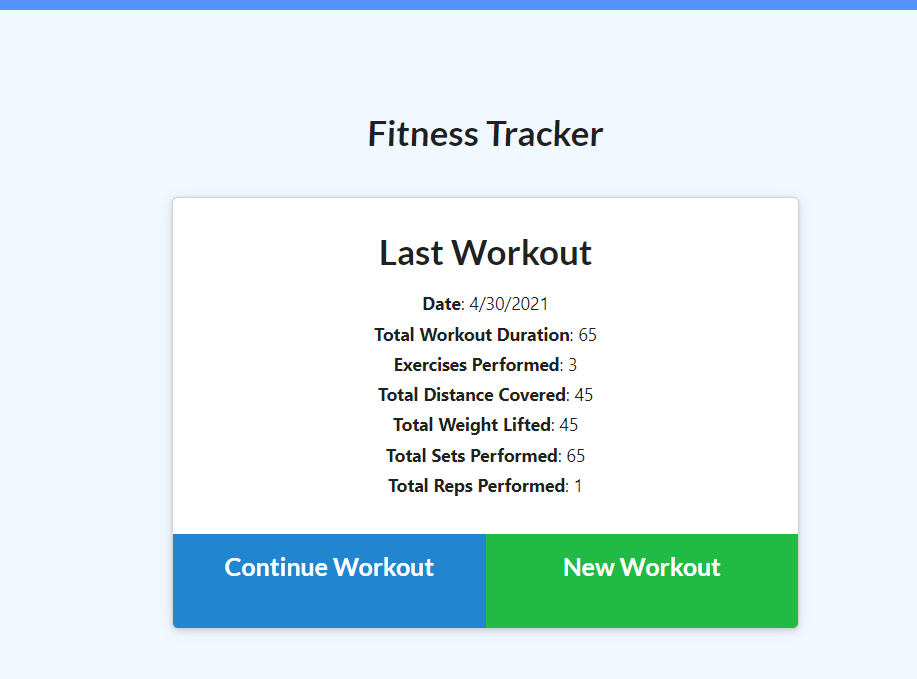 Fitness Tracker
Last Workout
Date: 4/30/2021
Total Workout Duration: 65
Exercises Performed: 3
Total Distance Covered: 45
Total Weight Lifted: 45
Total Sets Performed: 65
Total Reps Performed: 1
Continue Workout
New Workout